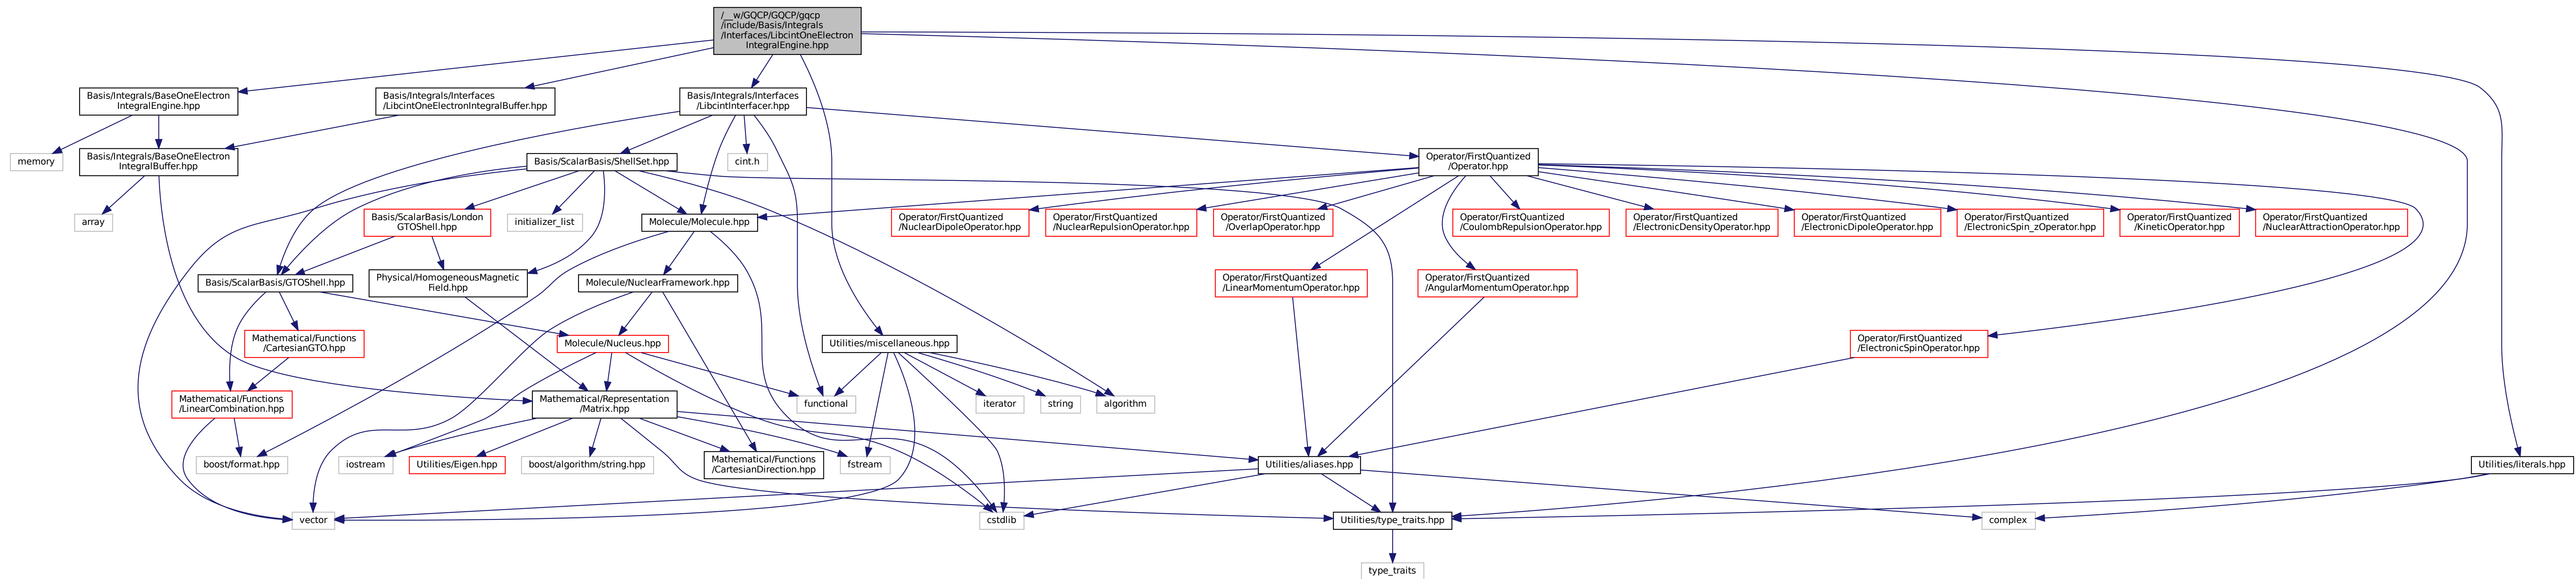 /__w/GQCP/GQCP/gqcp
/include/Basis/Integrals
/Interfaces/LibcintOneElectron
IntegralEngine.hpp
Basis/Integrals/BaseOneElectron
IntegralEngine.hpp
Basis/Integrals/Interfaces
/LibcintOneElectronIntegralBuffer.hpp
Basis/Integrals/Interfaces
/LibcintInterfacer.hpp
memory
Basis/Integrals/BaseOneElectron
IntegralBuffer.hpp
Basis/ScalarBasis/ShellSet.hpp
cint.h
Operator/FirstQuantized
/Operator.hpp
array
Basis/ScalarBasis/London
GTOShell.hpp
initializer_list
Molecule/Molecule.hpp
Operator/FirstQuantized
/NuclearDipoleOperator.hpp
Operator/FirstQuantized
/NuclearRepulsionOperator.hpp
Operator/FirstQuantized
/OverlapOperator.hpp
Operator/FirstQuantized
/CoulombRepulsionOperator.hpp
Operator/FirstQuantized
/ElectronicDensityOperator.hpp
Operator/FirstQuantized
/ElectronicDipoleOperator.hpp
Operator/FirstQuantized
/ElectronicSpin_zOperator.hpp
Operator/FirstQuantized
/KineticOperator.hpp
Operator/FirstQuantized
/NuclearAttractionOperator.hpp
Basis/ScalarBasis/GTOShell.hpp
Physical/HomogeneousMagnetic
Field.hpp
Molecule/NuclearFramework.hpp
Operator/FirstQuantized
/LinearMomentumOperator.hpp
Operator/FirstQuantized
/AngularMomentumOperator.hpp
Mathematical/Functions
/CartesianGTO.hpp
Molecule/Nucleus.hpp
Utilities/miscellaneous.hpp
Operator/FirstQuantized
/ElectronicSpinOperator.hpp
Mathematical/Functions
/LinearCombination.hpp
Mathematical/Representation
/Matrix.hpp
functional
iterator
string
algorithm
boost/format.hpp
iostream
Utilities/Eigen.hpp
boost/algorithm/string.hpp
Mathematical/Functions
/CartesianDirection.hpp
fstream
Utilities/aliases.hpp
Utilities/literals.hpp
vector
cstdlib
Utilities/type_traits.hpp
complex
type_traits